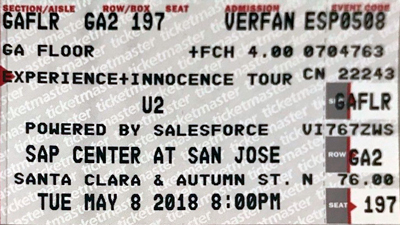 SECTION/AISLE ROW/BOX SEAT ADMISSION EVENT CODE
GAFLR GA2 197 VERFAN ESP0508
GA FLOOR +FCH 4.00 0704763
EXPERIENCE+INNOCENCE TOUR CN 22243
U2 GAFLR
POWERED BY SALESFORCE VI767ZWS
SAP CENTER AT SAN JOSE ROW GA2
SANTA CLARA & AUTUMN ST. N 76.00
TUE MAY 8 2018 8:00PM SEAT 197
ticketmaster